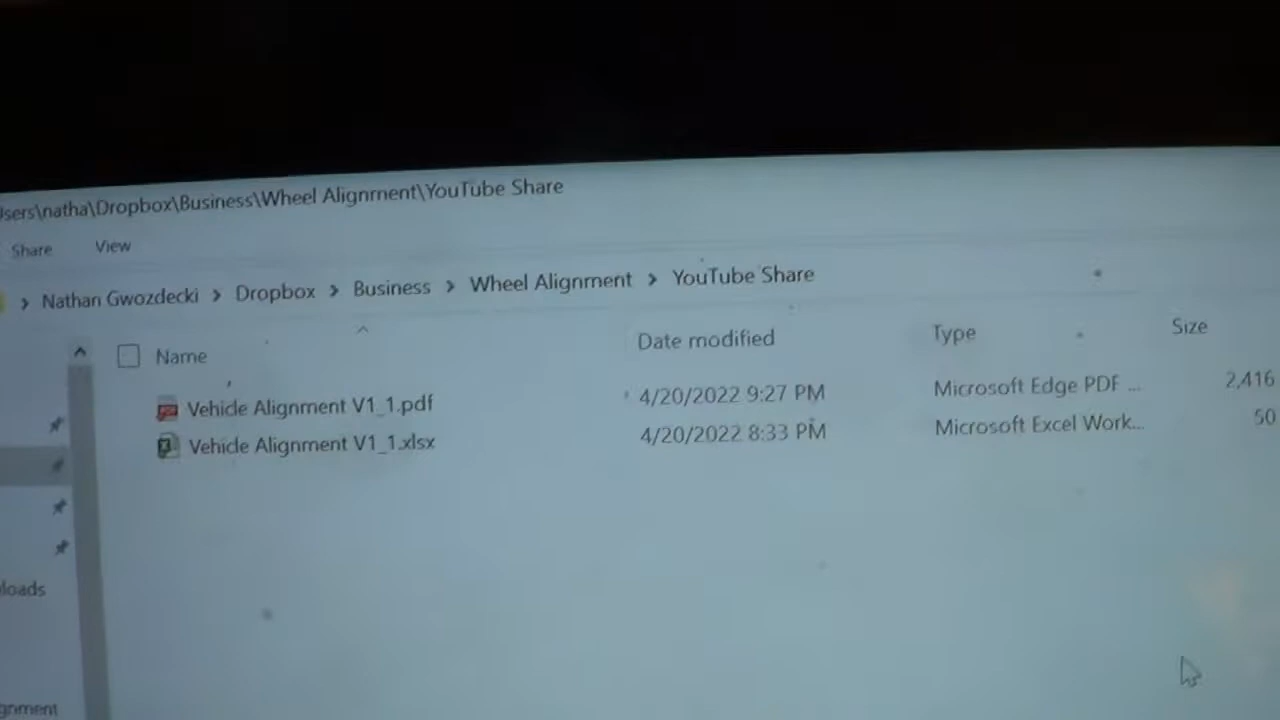 sers\natha\Dropbox\Business\Wheel Alignment\YouTube Share
Share View
> Nathan Gwozdecki > Dropbox > Business > Wheel Alignment > YouTube Share
Name Date modified Type Size
Vehicle Alignment V1_1.pdf 4/20/2022 9:27 PM Microsoft Edge PDF ... 2,416
Vehicle Alignment V1_1.xlsx 4/20/2022 8:33 PM Microsoft Excel Work... 50
loads
gnment